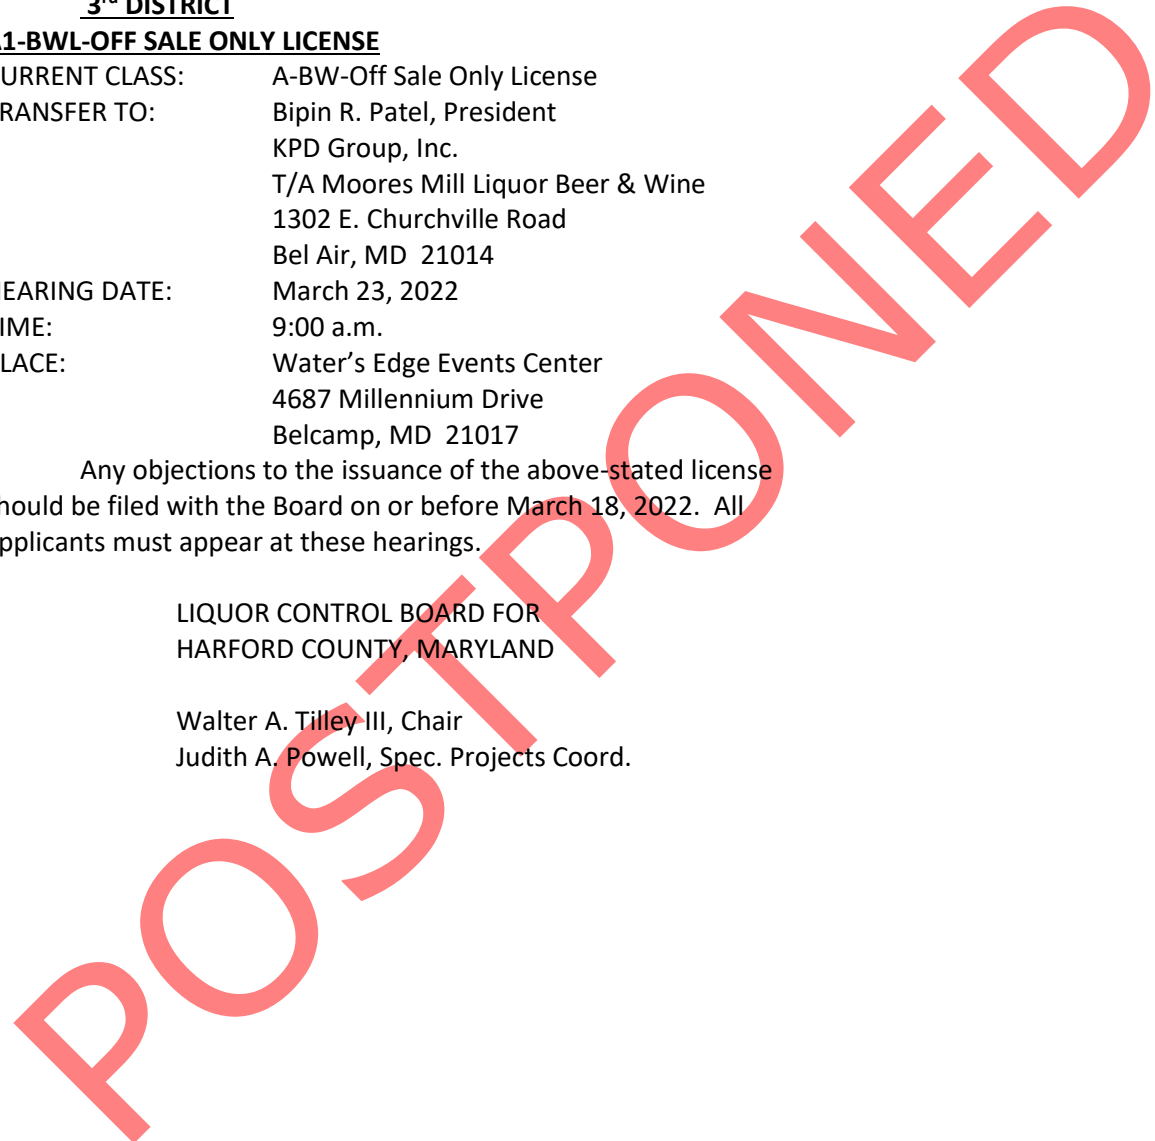 3rd DISTRICT
A1-BWL-OFF SALE ONLY LICENSE
URRENT CLASS: A-BW-Off Sale Only License
RANSFER TO: Bipin R. Patel, President
KPD Group, Inc.
T/A Moores Mill Liquor Beer & Wine
1302 E. Churchville Road
Bel Air, MD 21014
EARING DATE: March 23, 2022
IME: 9:00 a.m.
LACE: Water’s Edge Events Center
4687 Millennium Drive
Belcamp, MD 21017
Any objections to the issuance of the above-stated license
hould be filed with the Board on or before March 18, 2022. All
pplicants must appear at these hearings.
LIQUOR CONTROL BOARD FOR
HARFORD COUNTY, MARYLAND
Walter A. Tilley III, Chair
Judith A. Powell, Spec. Projects Coord.
POSTPONED